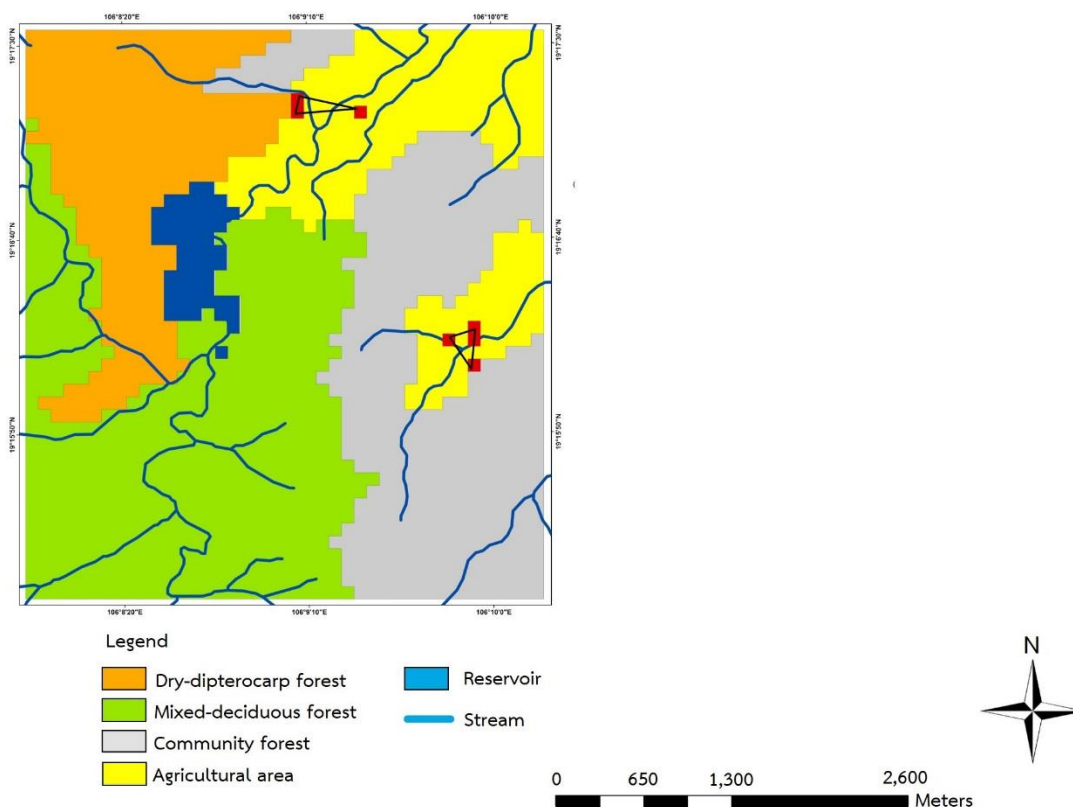 106°8'20"E 106°9'10"E 106°10'0"E
19°17'30"N 19°17'30"N
19°16'40"N 19°16'40"N
19°15'50"N 19°15'50"N
106°8'20"E 106°9'10"E 106°10'0"E
Legend
Dry-dipterocarp forest
Mixed-deciduous forest
Community forest
Agricultural area
Reservoir
Stream
N
0 650 1,300 2,600
Meters